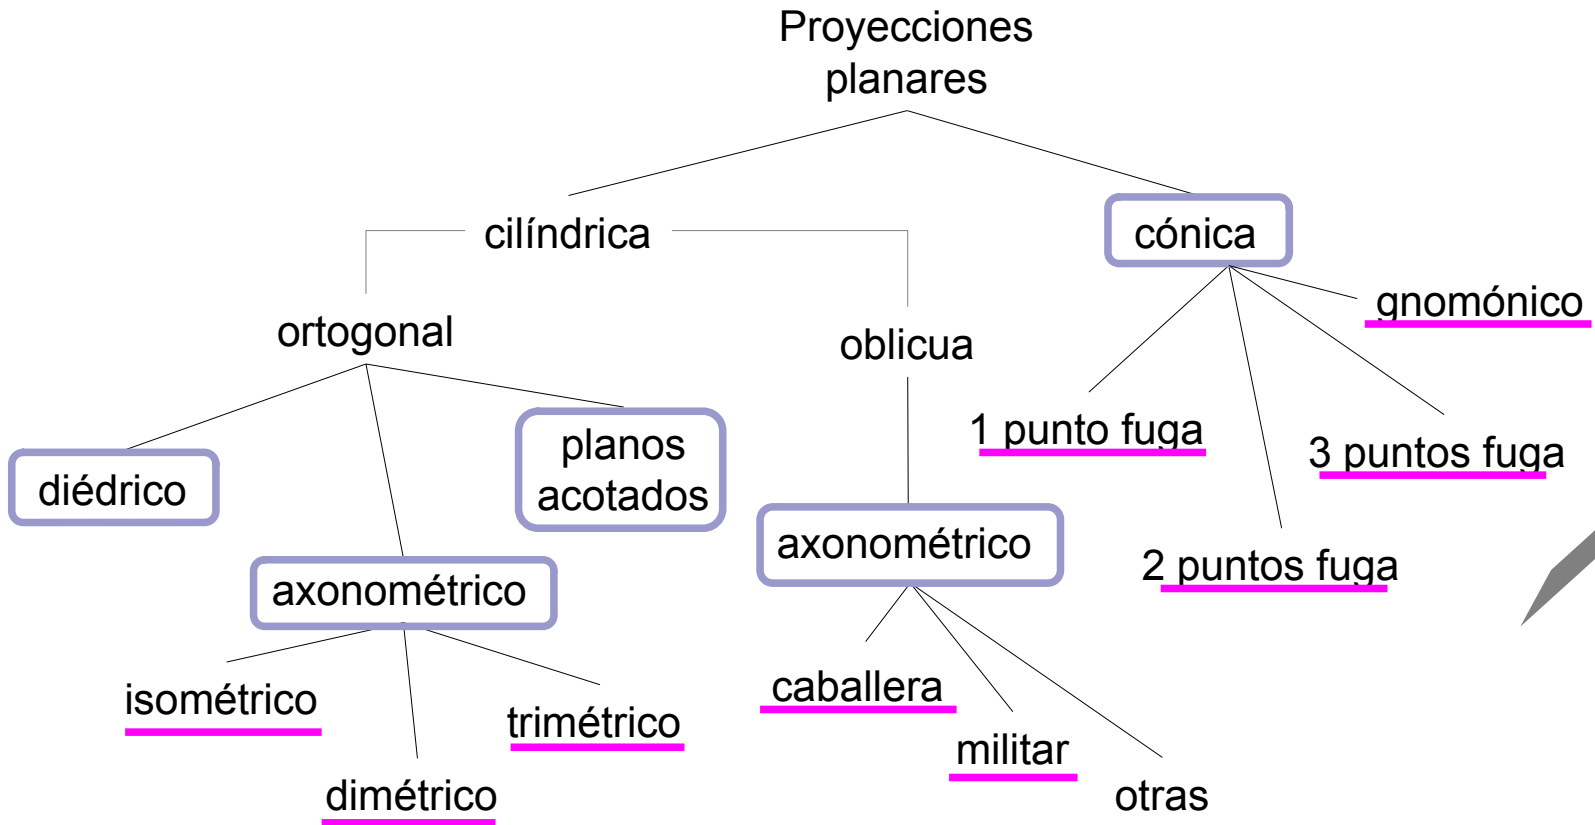 Proyecciones
planares
cilíndrica
cónica
gnomónico
ortogonal
oblicua
1 punto fuga
3 puntos fuga
planos
acotados
diédrico
axonométrico
2 puntos fuga
axonométrico
caballera
isométrico
trimétrico
militar
dimétrico
otras